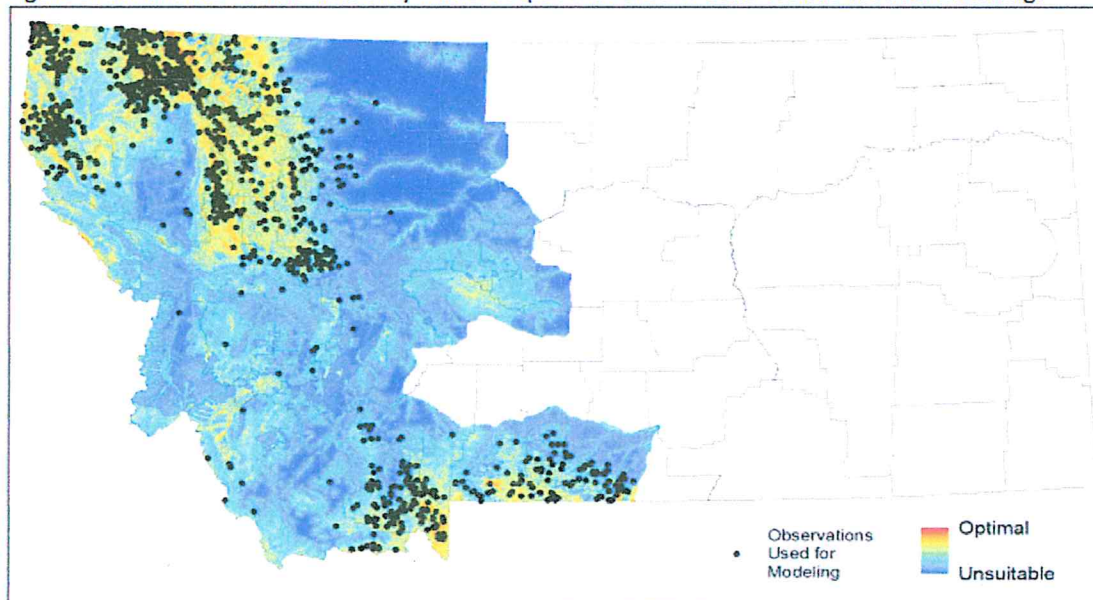 Observations
Used for
Modeling
Optimal
Unsuitable